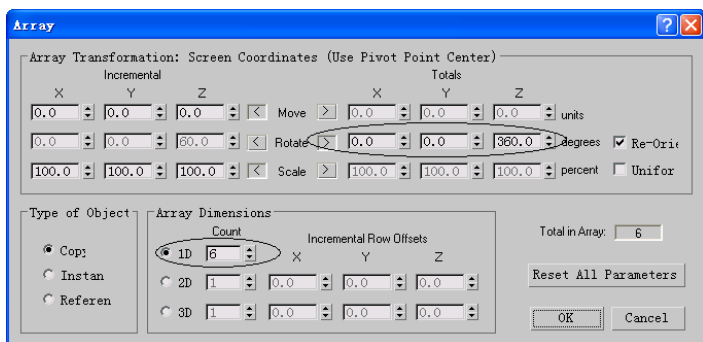 Array
Array Transformation: Screen Coordinates (Use Pivot Point Center)
Incremental Totals
X Y Z X Y Z
0.0 0.0 0.0 < Move > 0.0 0.0 0.0 units
0.0 0.0 60.0 < Rotate > 0.0 0.0 360.0 degrees Re-Orie
100.0 100.0 100.0 < Scale > 100.0 100.0 100.0 percent Unifor
Type of Object Array Dimensions
Count Incremental Row Offsets Total in Array: 6
Copy 1D 6 X Y Z
Instan 2D 1 0.0 0.0 0.0 Reset All Parameters
Referen 3D 1 0.0 0.0 0.0 OK Cancel